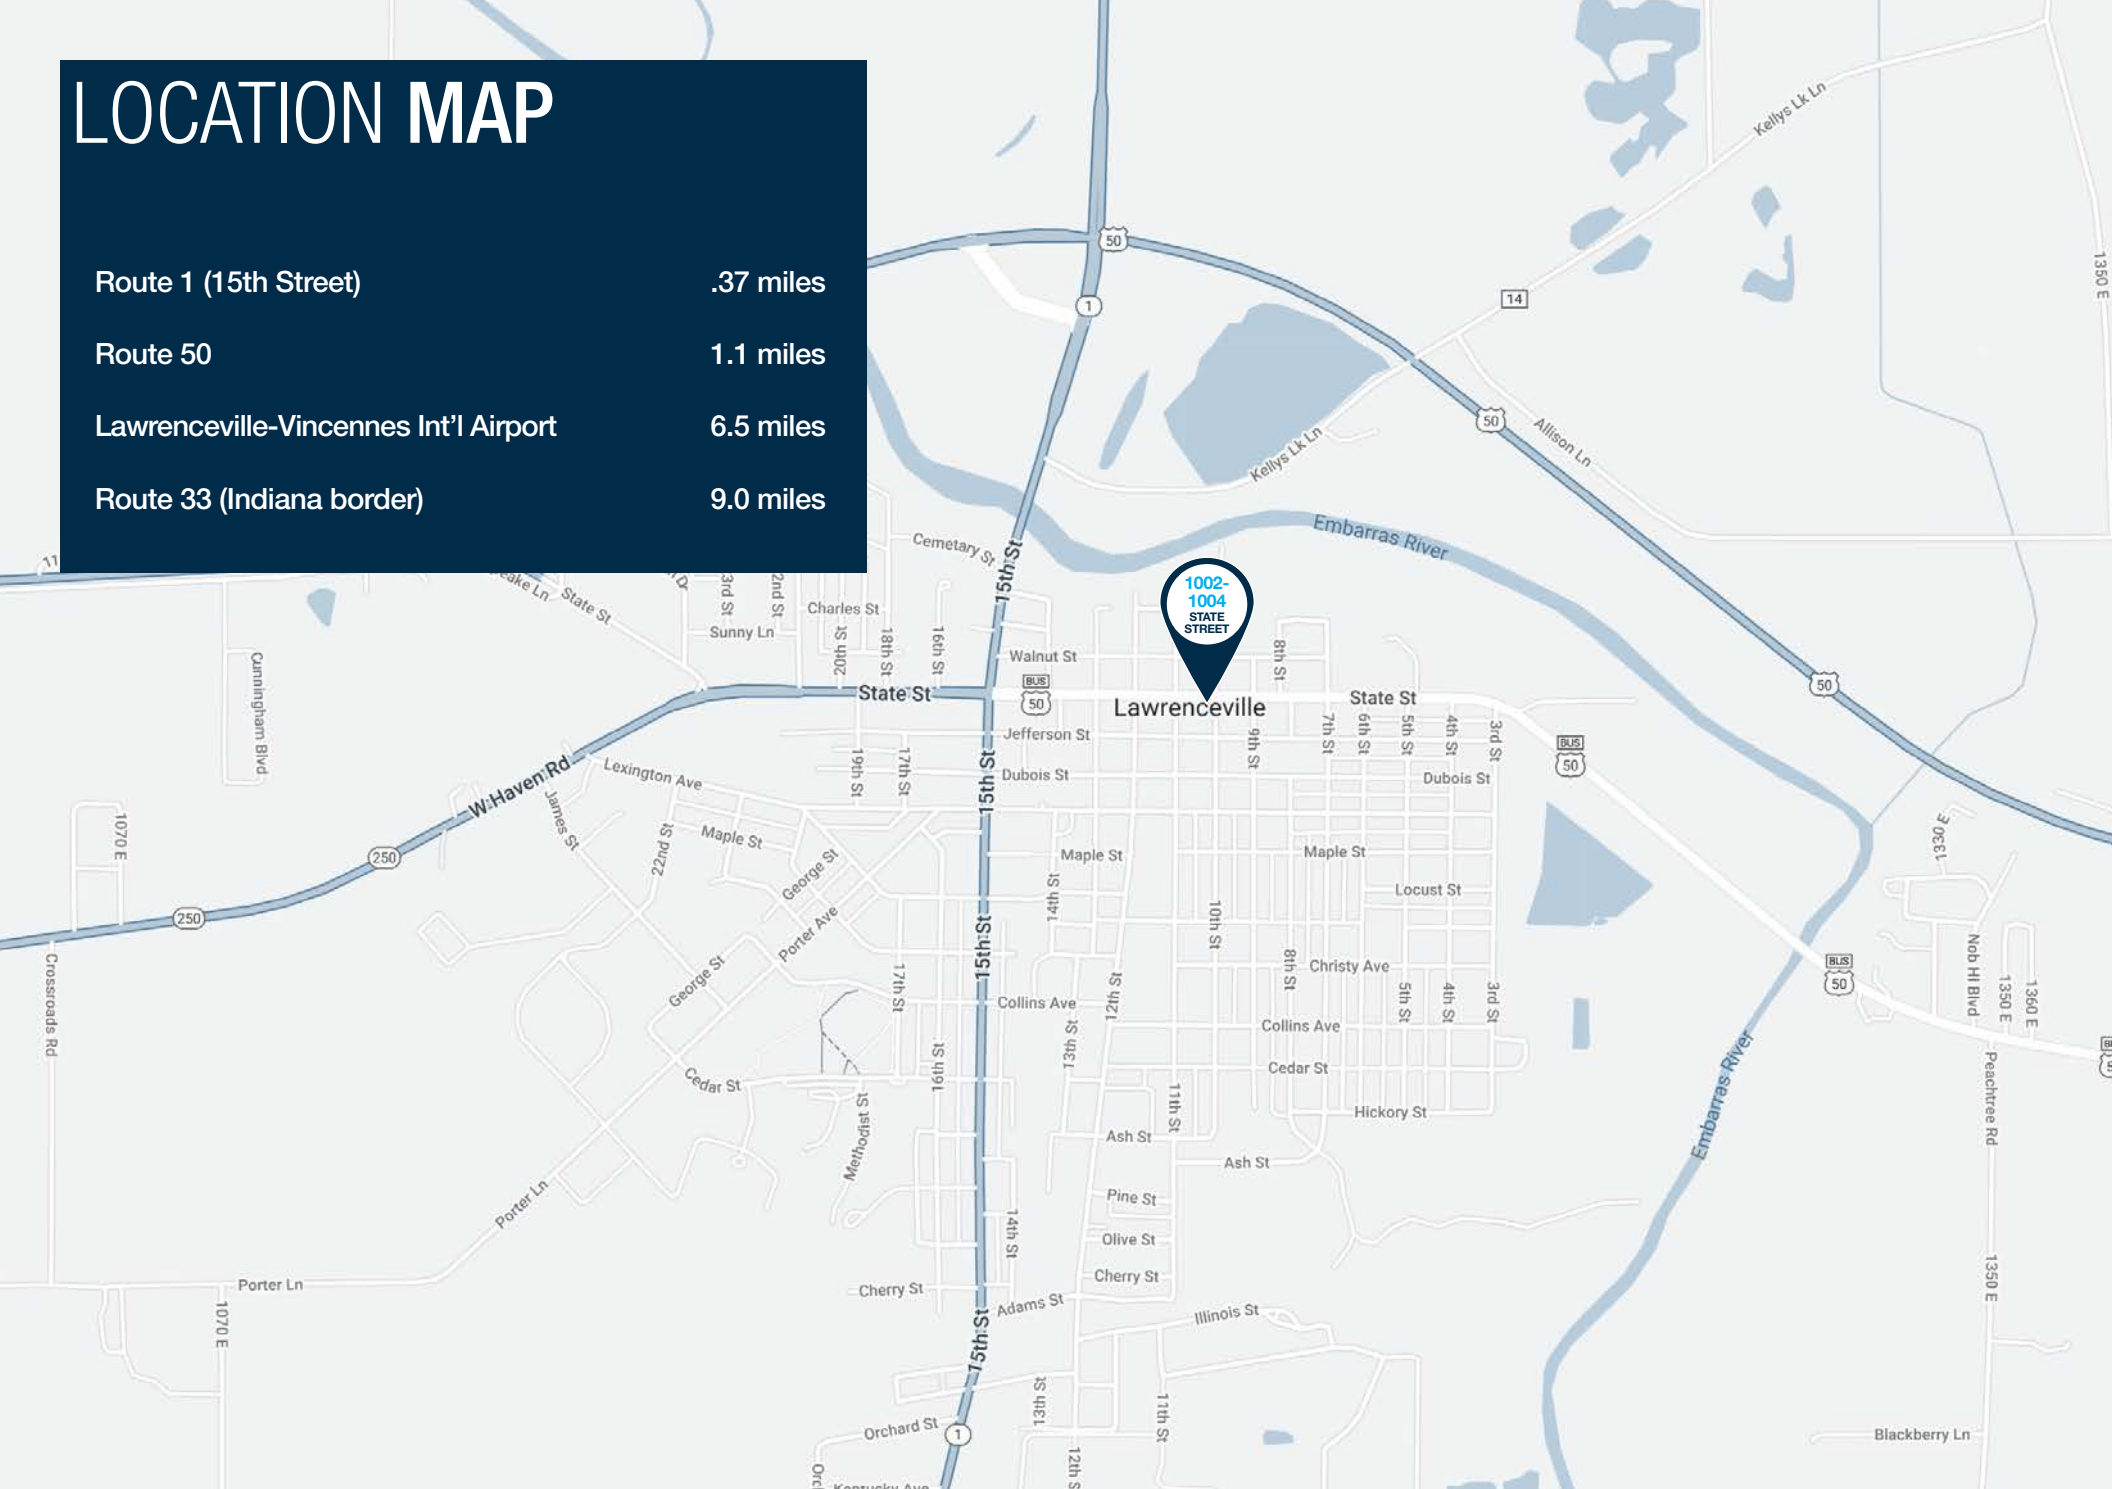 LOCATION MAP
Route 1 (15th Street) .37 miles
Route 50 1.1 miles
Lawrenceville-Vincennes Int'l Airport 6.5 miles
Route 33 (Indiana border) 9.0 miles
Kellys Lk Ln
1350 E
50
1
14
50
Allison Ln
Kellys Lk Ln
Embarras River
Cemetary St
15th St
State St
3rd St
2nd St
Charles St
Sunny Ln
20th St
18th St
16th St
1002-
1004
STATE
STREET
Walnut St
8th St
BUS
50
State St
Lawrenceville
State St
50
Cunningham Blvd
Jefferson St
9th St
7th St
6th St
5th St
4th St
3rd St
BUS
50
W Haven Rd
Lexington Ave
19th St
17th St
15th St
Dubois St
Dubois St
James St
1070 E
22nd St
Maple St
George St
Maple St
Maple St
1330 E
250
250
14th St
Locust St
Porter Ave
10th St
15th St
Crossroads Rd
George St
17th St
8th St
Christy Ave
Nob Hl Blvd
BUS
50
1350 E
1360 E
Collins Ave
12th St
5th St
4th St
3rd St
Collins Ave
13th St
16th St
Cedar St
Cedar St
Embarras River
Peachtree Rd
Methodist St
11th St
Hickory St
Ash St
Ash St
Porter Ln
Pine St
14th St
Olive St
Porter Ln
Cherry St
Cherry St
1350 E
1070 E
Adams St
Illinois St
15th St
13th St
11th St
Orchard St
1
Blackberry Ln
12th S